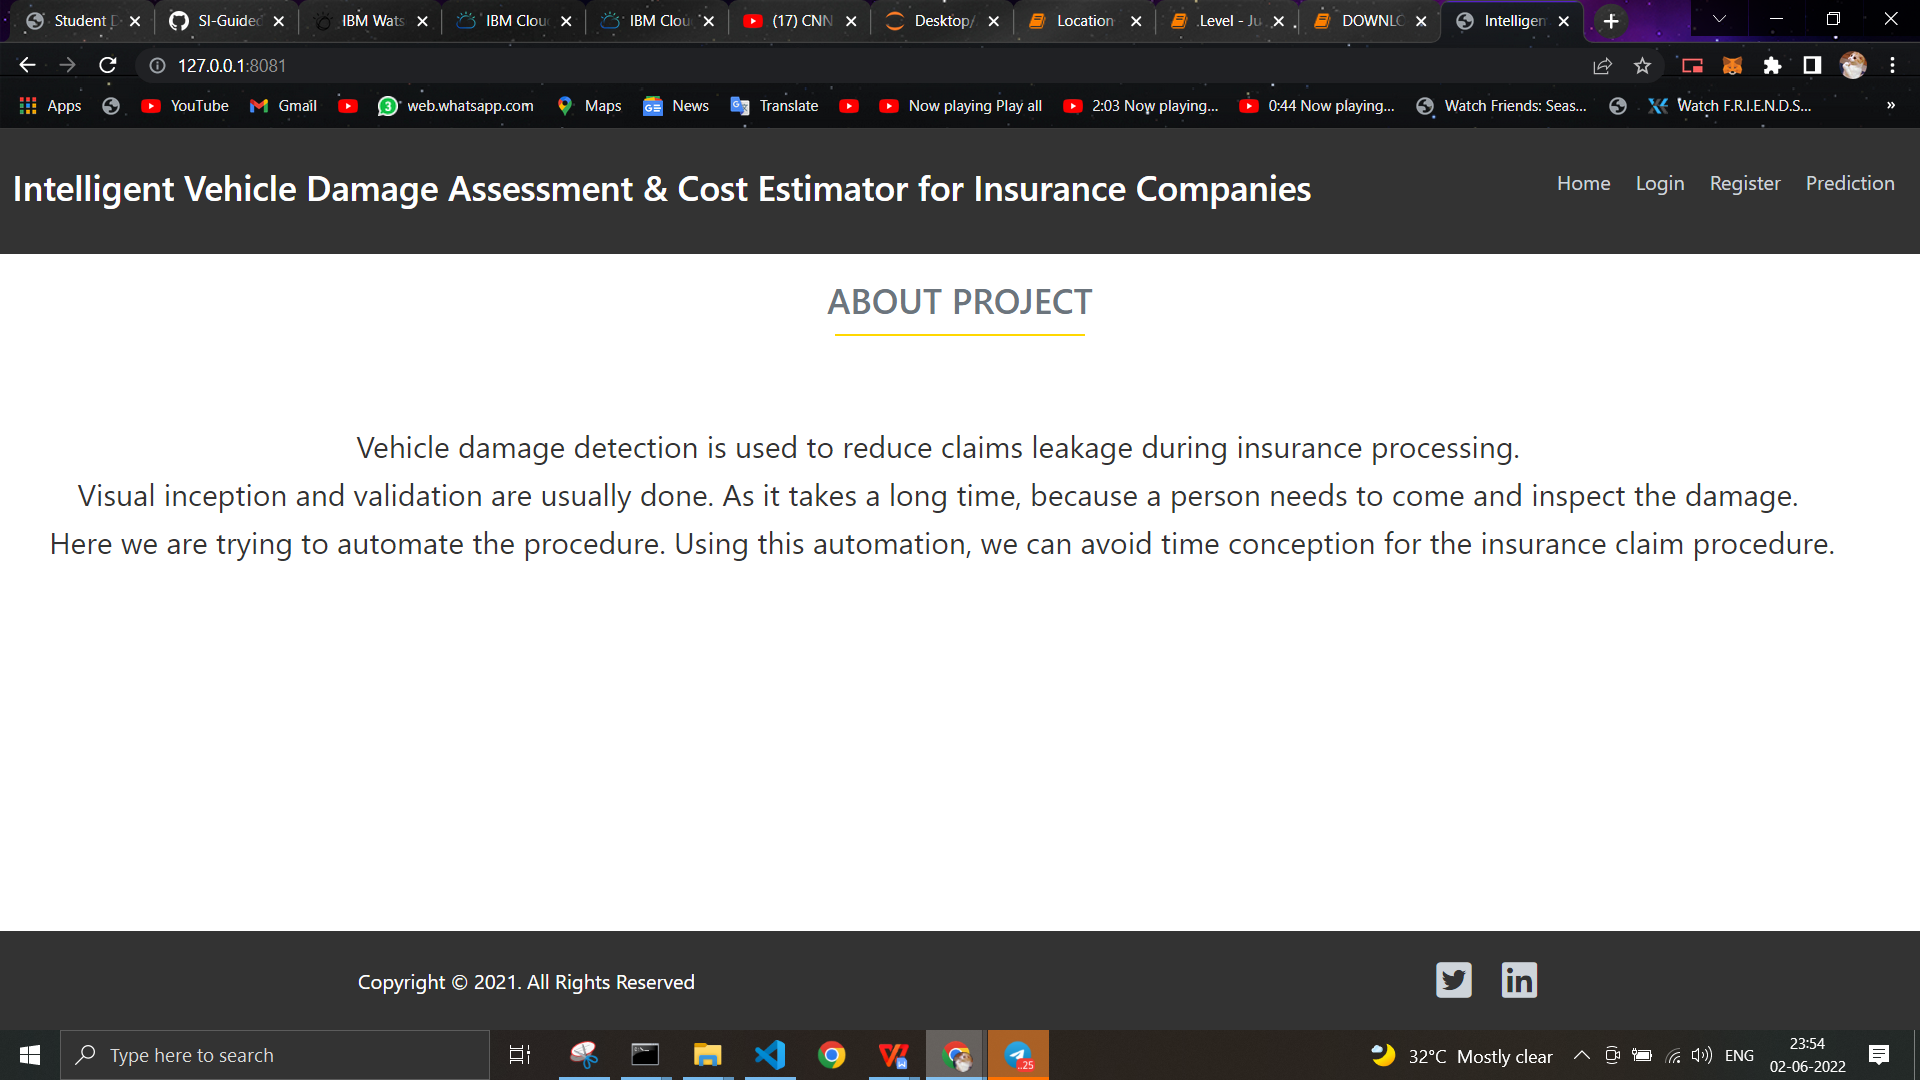 Student D
SI-Guided
IBM Wats
IBM Clou
IBM Clou
(17) CNN
Desktop/
Location
.Level - Ju
DOWNLO
Intelligen
127.0.0.1:8081
Apps
YouTube
Gmail
web.whatsapp.com
Maps
News
Translate
Now playing Play all
2:03 Now playing...
0:44 Now playing...
Watch Friends: Seas...
Watch F.R.I.E.N.D.S...
»
Intelligent Vehicle Damage Assessment & Cost Estimator for Insurance Companies
Home Login Register Prediction
ABOUT PROJECT
Vehicle damage detection is used to reduce claims leakage during insurance processing.
Visual inception and validation are usually done. As it takes a long time, because a person needs to come and inspect the damage.
Here we are trying to automate the procedure. Using this automation, we can avoid time conception for the insurance claim procedure.
Copyright © 2021. All Rights Reserved
Type here to search
..25
32°C Mostly clear
ENG
23:54
02-06-2022